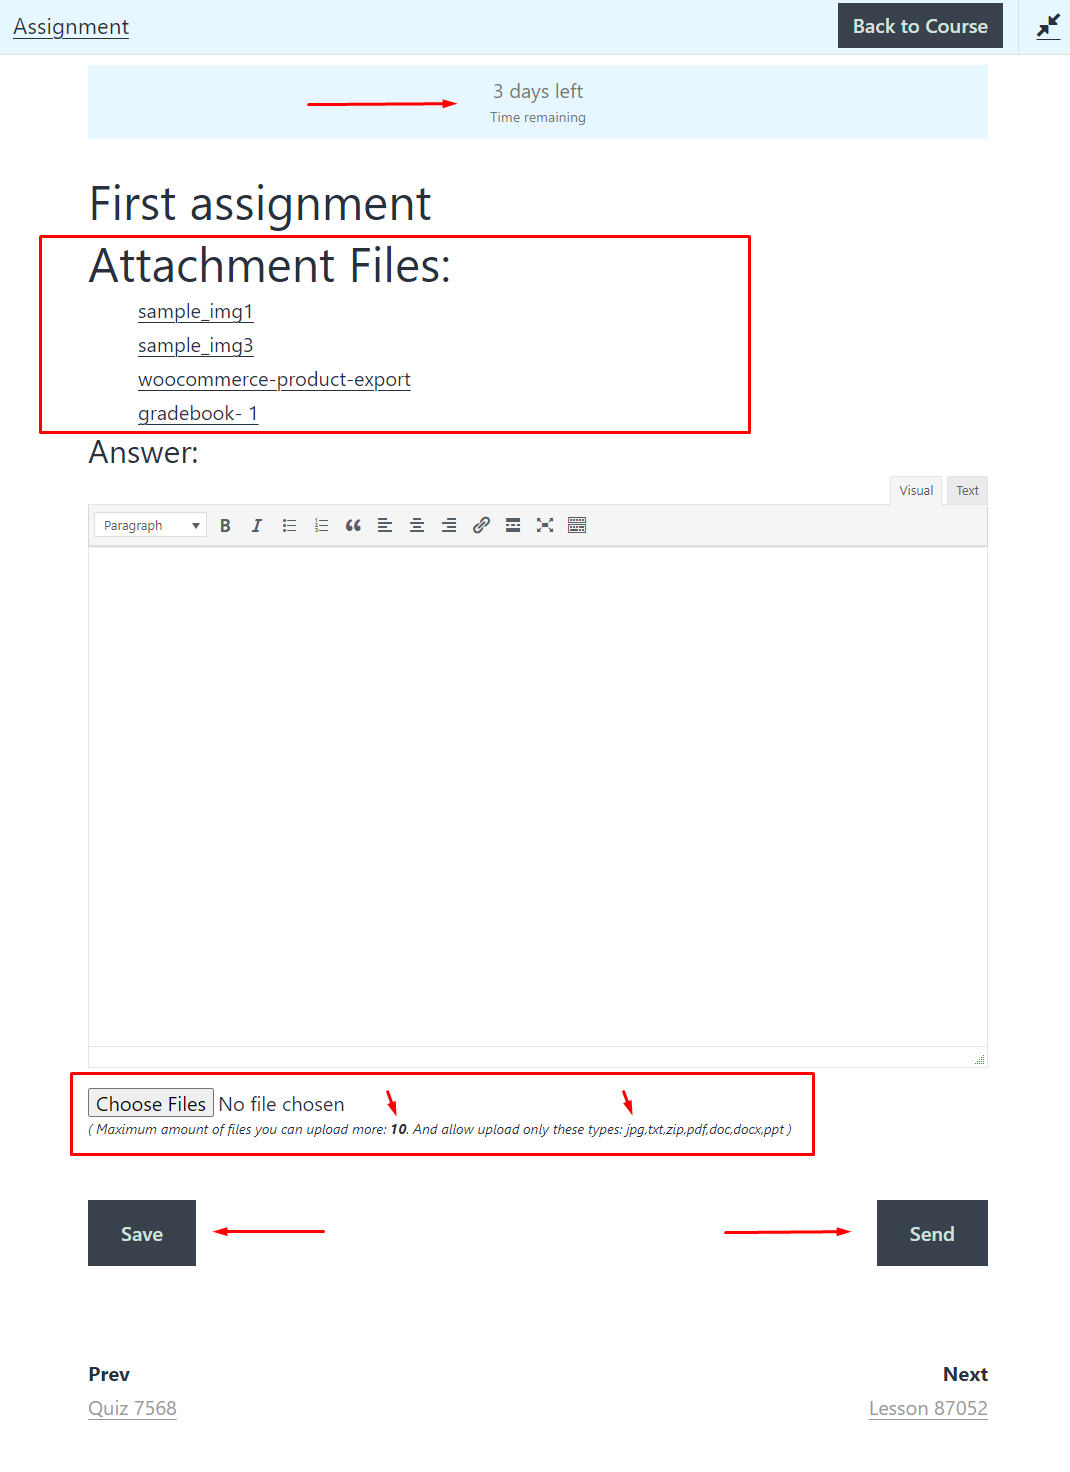 Assignment
Back to Course
3 days left
Time remaining
First assignment
Attachment Files:
sample_img1
sample_img3
woocommerce-product-export
gradebook- 1
Answer:
Visual Text
Paragraph
Choose Files No file chosen
( Maximum amount of files you can upload more: 10. And allow upload only these types: jpg,txt,zip,pdf,doc,docx,ppt )
Save Send
Prev Next
Quiz 7568 Lesson 87052